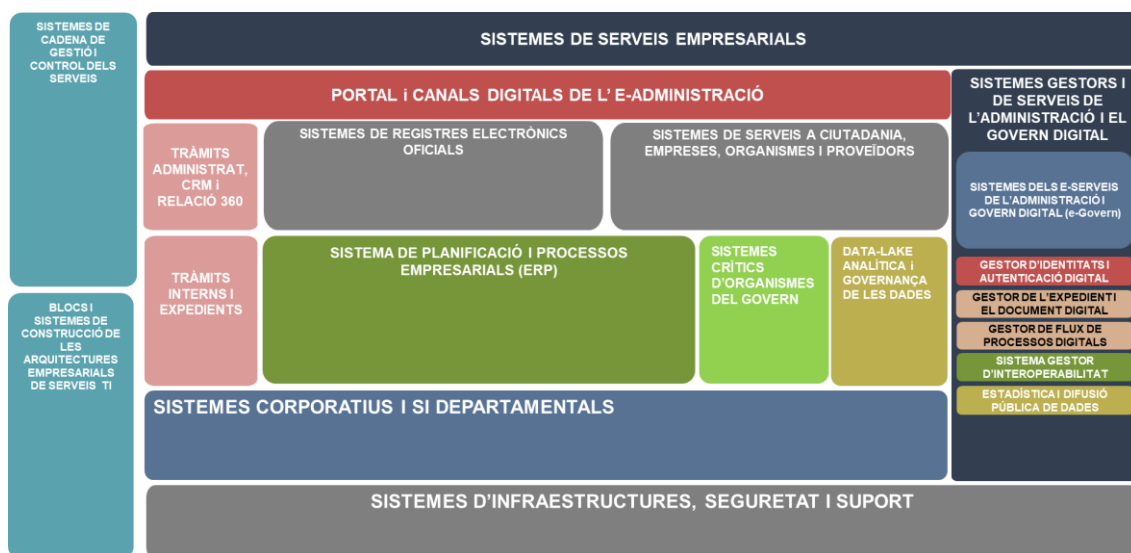 SISTEMES DE
CADENA DE
GESTIÓ I
CONTROL DELS
SERVEIS
BLOCS I
SISTEMES DE
CONSTRUCCIÓ DE
LES
ARQUITECTURES
EMPRESARIALS
DE SERVEIS TI
SISTEMES DE SERVEIS EMPRESARIALS
PORTAL i CANALS DIGITALS DE L' E-ADMINISTRACIÓ
TRÀMITS
ADMINISTRAT,
CRM i
RELACIÓ 360
SISTEMES DE REGISTRES ELECTRÒNICS
OFICIALS
SISTEMES DE SERVEIS A CIUTADANIA,
EMPRESES, ORGANISMES I PROVEÏDORS
TRÀMITS
INTERNS I
EXPEDIENTS
SISTEMA DE PLANIFICACIÓ I PROCESSOS
EMPRESARIALS (ERP)
SISTEMES
CRÍTICS
D'ORGANISMES
DEL GOVERN
DATA-LAKE
ANALÍTICA i
GOVERNANÇA
DE LES DADES
SISTEMES CORPORATIUS I SI DEPARTAMENTALS
SISTEMES GESTORS I
DE SERVEIS DE
L'ADMINISTRACIÓ I EL
GOVERN DIGITAL
SISTEMES DELS E-SERVEIS
DE L'ADMINISTRACIÓ I
GOVERN DIGITAL (e-Govern)
GESTOR D'IDENTITATS I
AUTENTICACIÓ DIGITAL
GESTOR DE L'EXPEDIENT I
EL DOCUMENT DIGITAL
GESTOR DE FLUX DE
PROCESSOS DIGITALS
SISTEMA GESTOR
D'INTEROPERABILITAT
ESTADÍSTICA I DIFUSIÓ
PÚBLICA DE DADES
SISTEMES D'INFRAESTRUCTURES, SEGURETAT I SUPORT